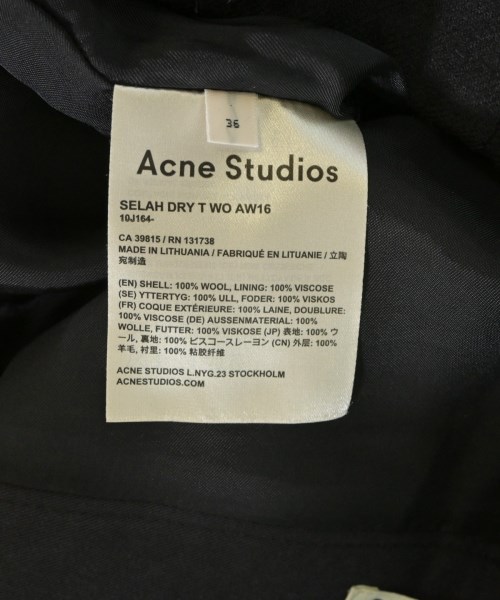 36
Acne Studios
SELAH DRY T WO AW16
10J164-
CA 39815 / RN 131738
MADE IN LITHUANIA / FABRIQUÉ EN LITUANIE / 立陶
宛制造
(EN) SHELL: 100% WOOL, LINING: 100% VISCOSE
(SE) YTTERTYG: 100% ULL, FODER: 100% VISKOS
(FR) COQUE EXTÉRIEURE: 100% LAINE, DOUBLURE:
100% VISCOSE (DE) AUSSENMATERIAL: 100%
WOLLE, FUTTER: 100% VISKOSE (JP) 表地: 100% ウ
ール, 裏地: 100% ビスコースレーヨン (CN) 外层: 100%
羊毛, 衬里: 100% 粘胶纤维
ACNE STUDIOS L.NYG.23 STOCKHOLM
ACNESTUDIOS.COM